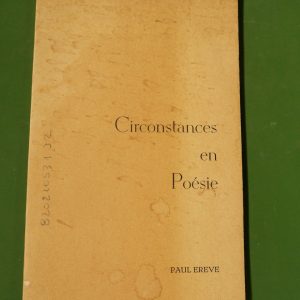 Circonstances
en
Poésie
PAUL EREVE